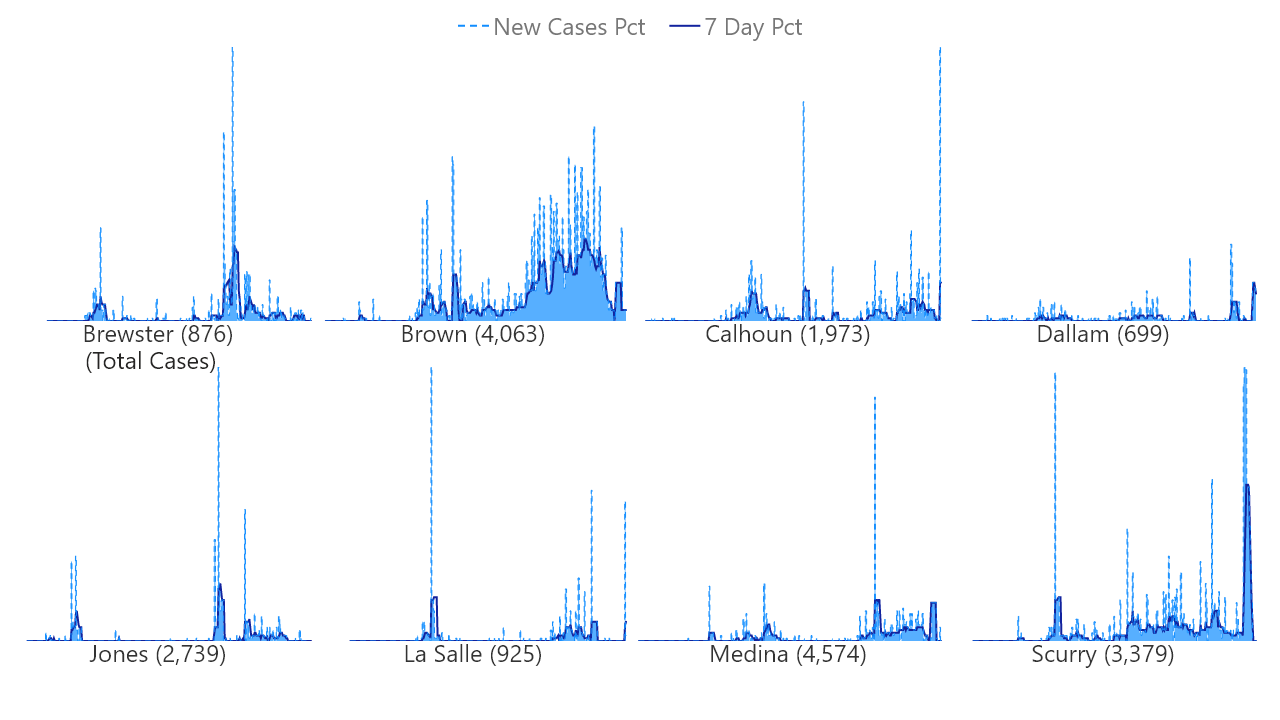 New Cases Pct 7 Day Pct
Brewster (876)
(Total Cases)
Brown (4,063)
Calhoun (1,973)
Dallam (699)
Jones (2,739)
La Salle (925)
Medina (4,574)
Scurry (3,379)